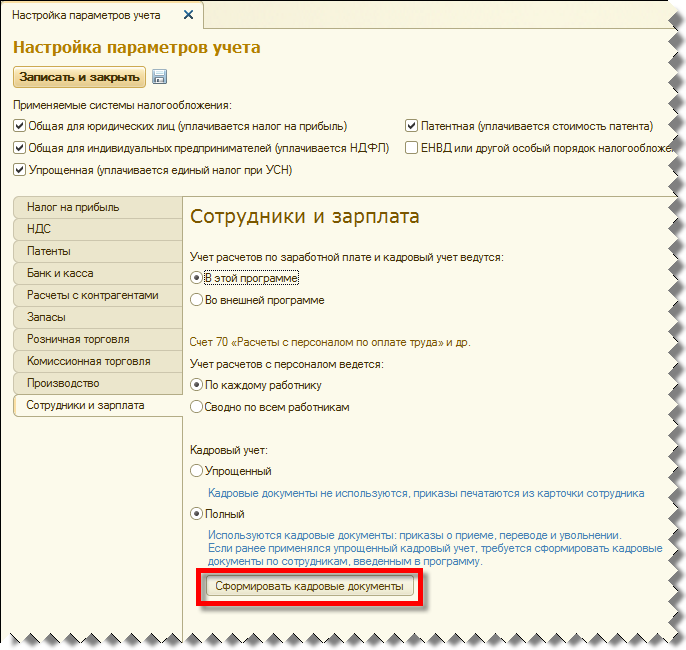 Настройка параметров учета
Настройка параметров учета
Записать и закрыть
Применяемые системы налогообложения:
Общая для юридических лиц (уплачивается налог на прибыль)
Патентная (уплачивается стоимость патента)
Общая для индивидуальных предпринимателей (уплачивается НДФЛ)
ЕНВД или другой особый порядок налогообложе
Упрощенная (уплачивается единый налог при УСН)
Налог на прибыль
НДС
Патенты
Банк и касса
Расчеты с контрагентами
Запасы
Розничная торговля
Комиссионная торговля
Производство
Сотрудники и зарплата
Сотрудники и зарплата
Учет расчетов по заработной плате и кадровый учет ведутся:
В этой программе
Во внешней программе
Счет 70 «Расчеты с персоналом по оплате труда» и др.
Учет расчетов с персоналом ведется:
По каждому работнику
Сводно по всем работникам
Кадровый учет:
Упрощенный
Кадровые документы не используются, приказы печатаются из карточки сотрудника
Полный
Используются кадровые документы: приказы о приеме, переводе и увольнении.
Если ранее применялся упрощенный кадровый учет, требуется сформировать кадровые
документы по сотрудникам, введенным в программу.
Сформировать кадровые документы